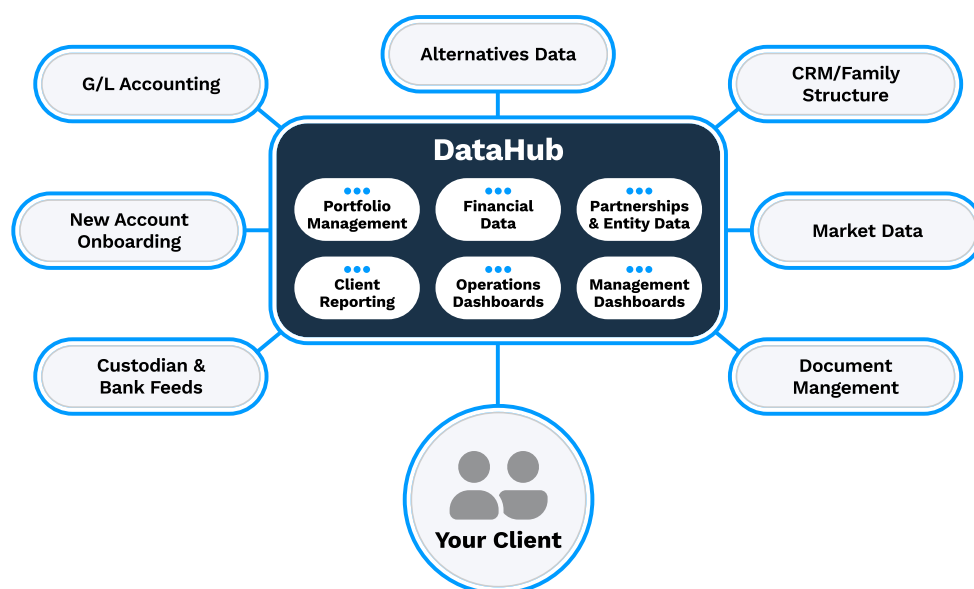 Alternatives Data
G/L Accounting
CRM/Family
Structure
DataHub
Portfolio
Management
Financial
Data
Partnerships
& Entity Data
New Account
Onboarding
Market Data
Client
Reporting
Operations
Dashboards
Management
Dashboards
Custodian &
Bank Feeds
Document
Mangement
Your Client